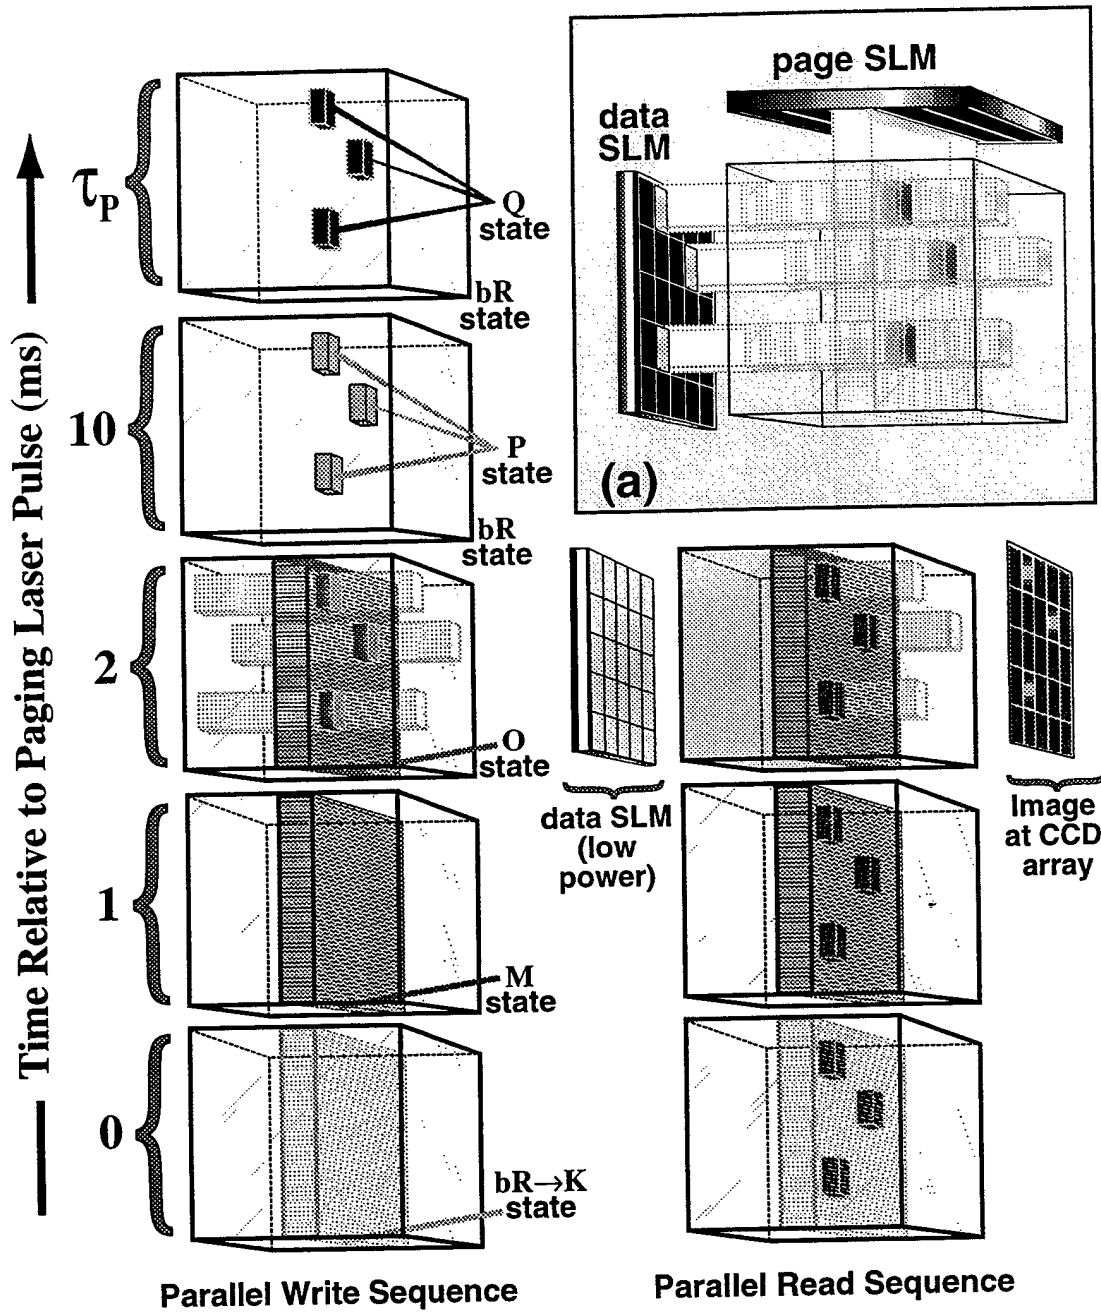 page SLM
data
SLM
(a)
Time Relative to Paging Laser Pulse (ms)
τP
Q
state
bR
state
10
P
state
bR
state
2
O
state
data SLM
(low
power)
Image
at CCD
array
1
M
state
0
bR→K
state
Parallel Write Sequence
Parallel Read Sequence